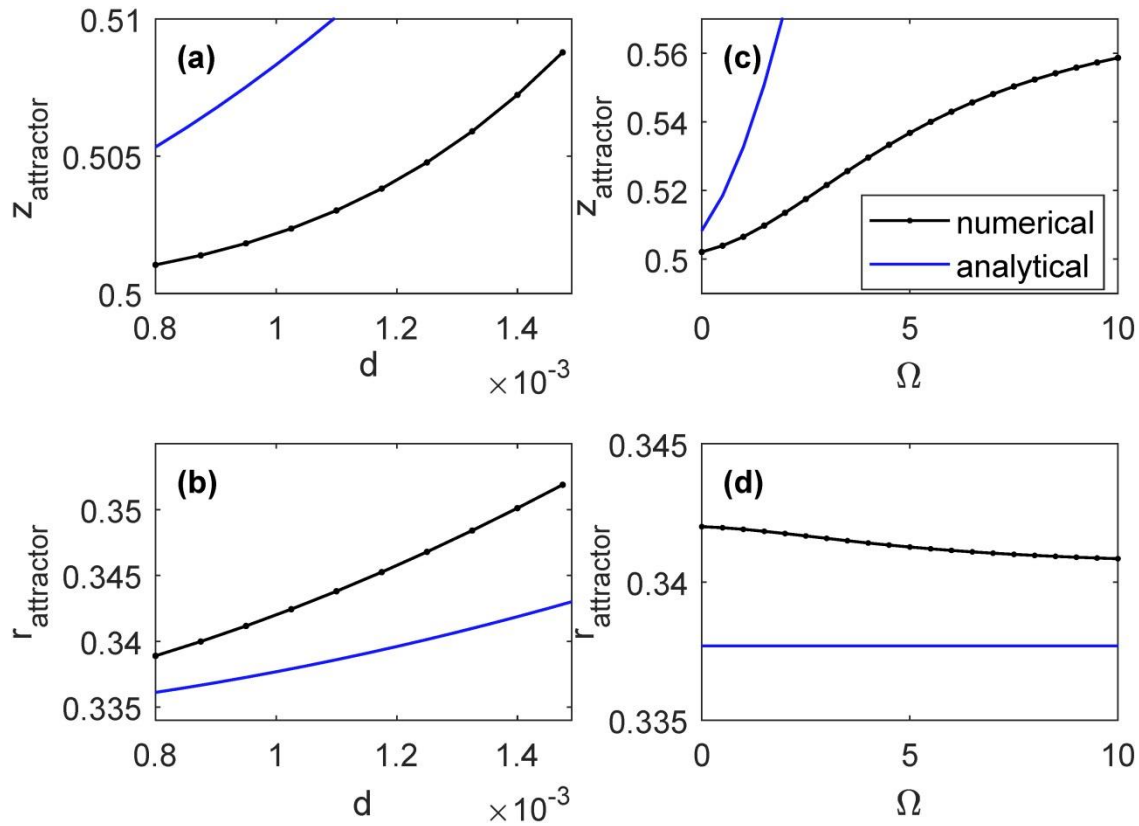 (a)
z_attractor
0.51
0.505
0.5
0.8
1
1.2
1.4
d
× 10^-3
(c)
z_attractor
0.56
0.54
0.52
0.5
0
5
10
Ω
numerical
analytical
(b)
r_attractor
0.35
0.345
0.34
0.335
0.8
1
1.2
1.4
d
× 10^-3
(d)
r_attractor
0.345
0.34
0.335
0
5
10
Ω